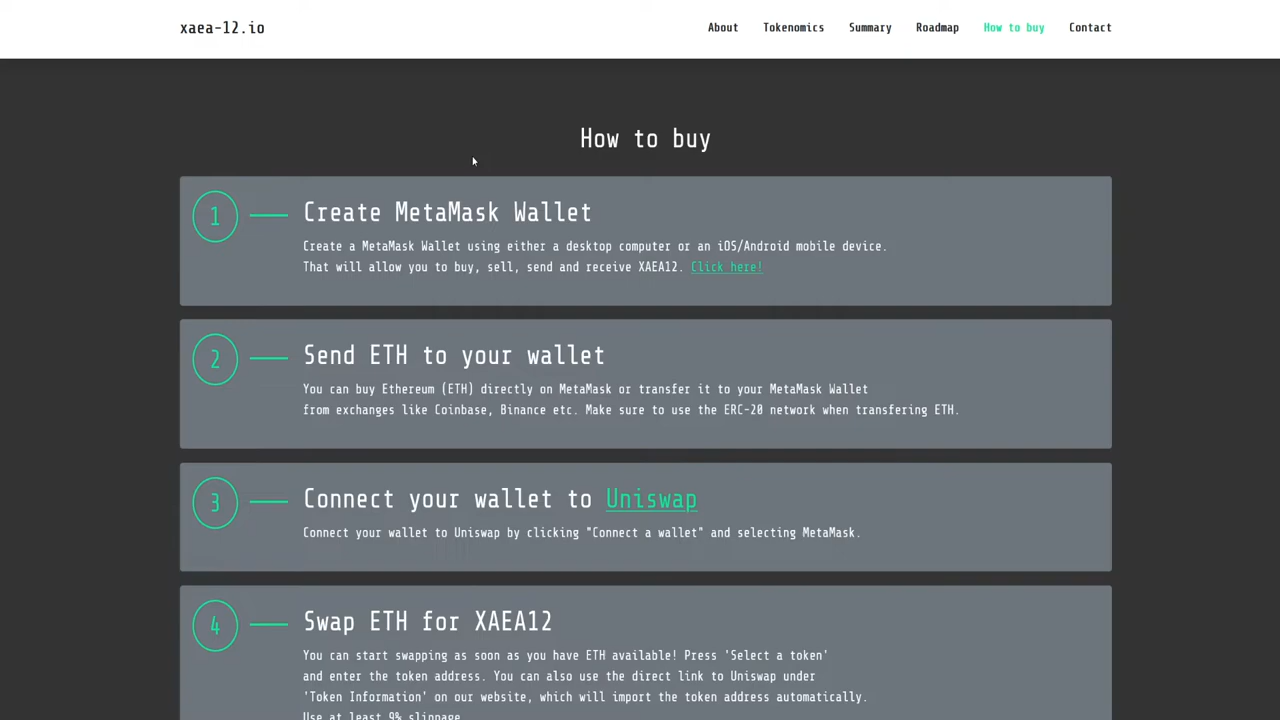 xaea-12.io
About Tokenomics Summary Roadmap How to buy Contact
How to buy
1
Create MetaMask Wallet
Create a MetaMask Wallet using either a desktop computer or an iOS/Android mobile device.
That will allow you to buy, sell, send and receive XAEA12. Click here!
2
Send ETH to your wallet
You can buy Ethereum (ETH) directly on MetaMask or transfer it to your MetaMask Wallet
from exchanges like Coinbase, Binance etc. Make sure to use the ERC-20 network when transfering ETH.
3
Connect your wallet to Uniswap
Connect your wallet to Uniswap by clicking "Connect a wallet" and selecting MetaMask.
4
Swap ETH for XAEA12
You can start swapping as soon as you have ETH available! Press 'Select a token'
and enter the token address. You can also use the direct link to Uniswap under
'Token Information' on our website, which will import the token address automatically.
Use at least 9% slippage